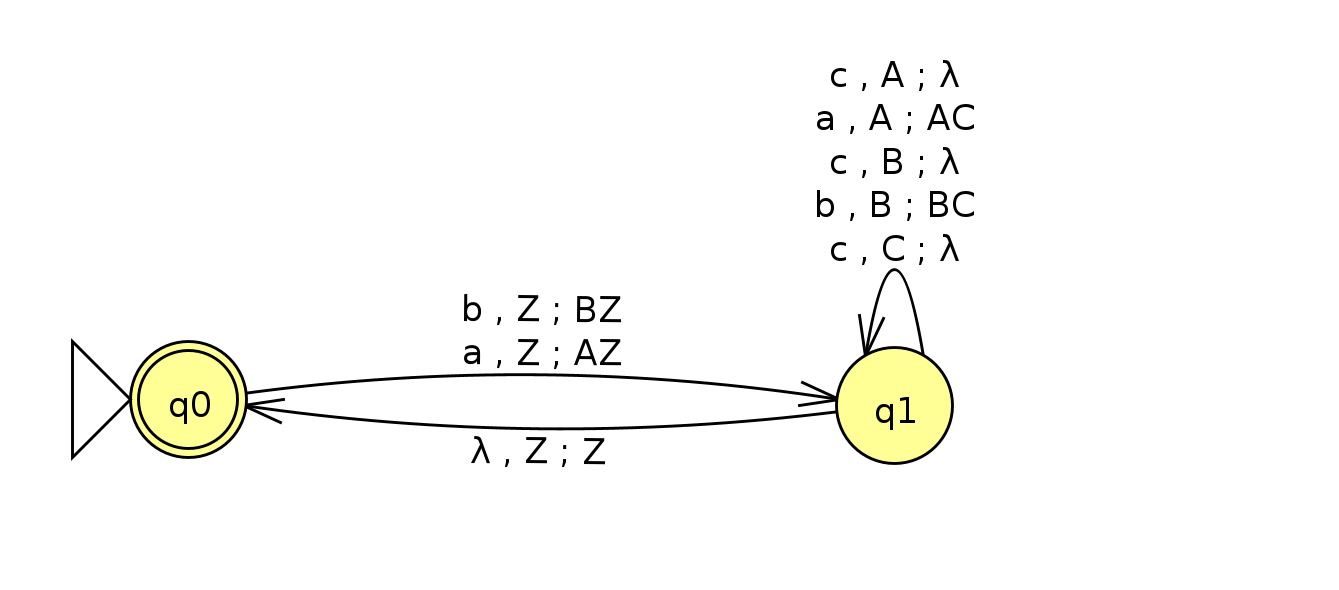 c , A ; λ
a , A ; AC
c , B ; λ
b , B ; BC
c , C ; λ
b , Z ; BZ
a , Z ; AZ
q0
q1
λ , Z ; Z